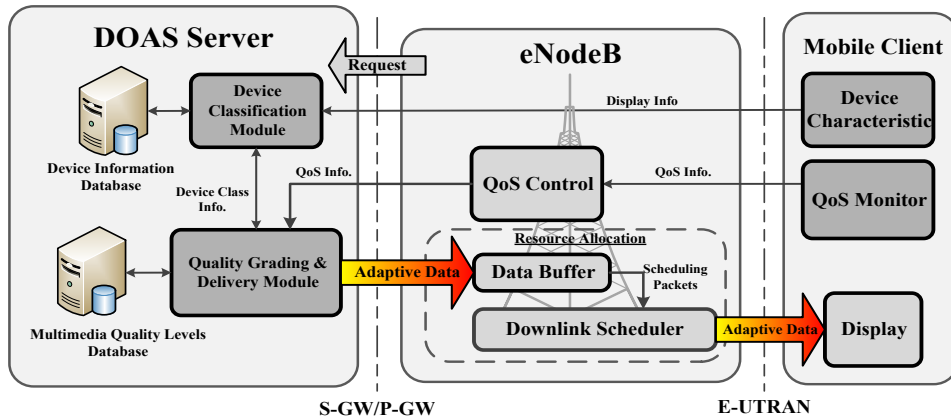 DOAS Server
Device
Classification
Module
Device Information
Database
Device Class
Info.
Quality Grading &
Delivery Module
Multimedia Quality Levels
Database
Request
eNodeB
Display Info
QoS Info.
QoS Control
QoS Info.
Resource Allocation
Adaptive Data
Data Buffer
Scheduling
Packets
Downlink Scheduler
Adaptive Data
Mobile Client
Device
Characteristic
QoS Monitor
Display
S-GW/P-GW
E-UTRAN